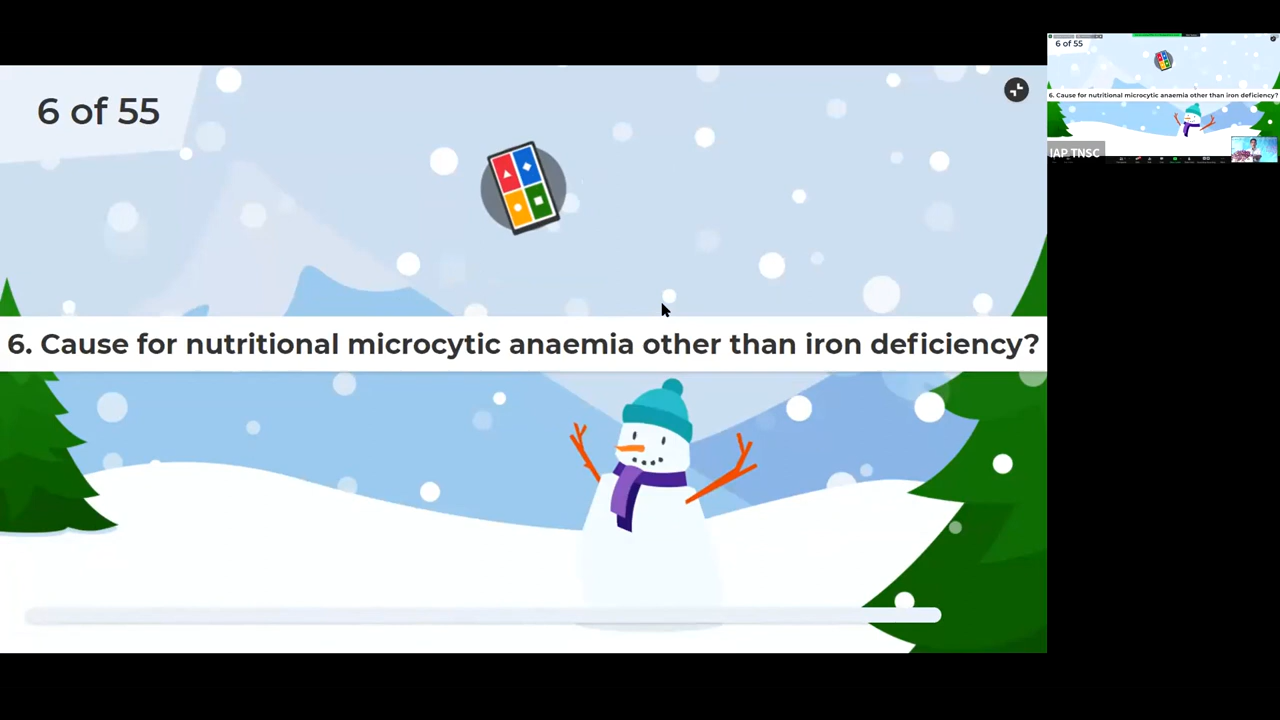 6 of 55
6. Cause for nutritional microcytic anaemia other than iron deficiency?
6 of 55
6. Cause for nutritional microcytic anaemia other than iron deficiency?
IAP TNSC